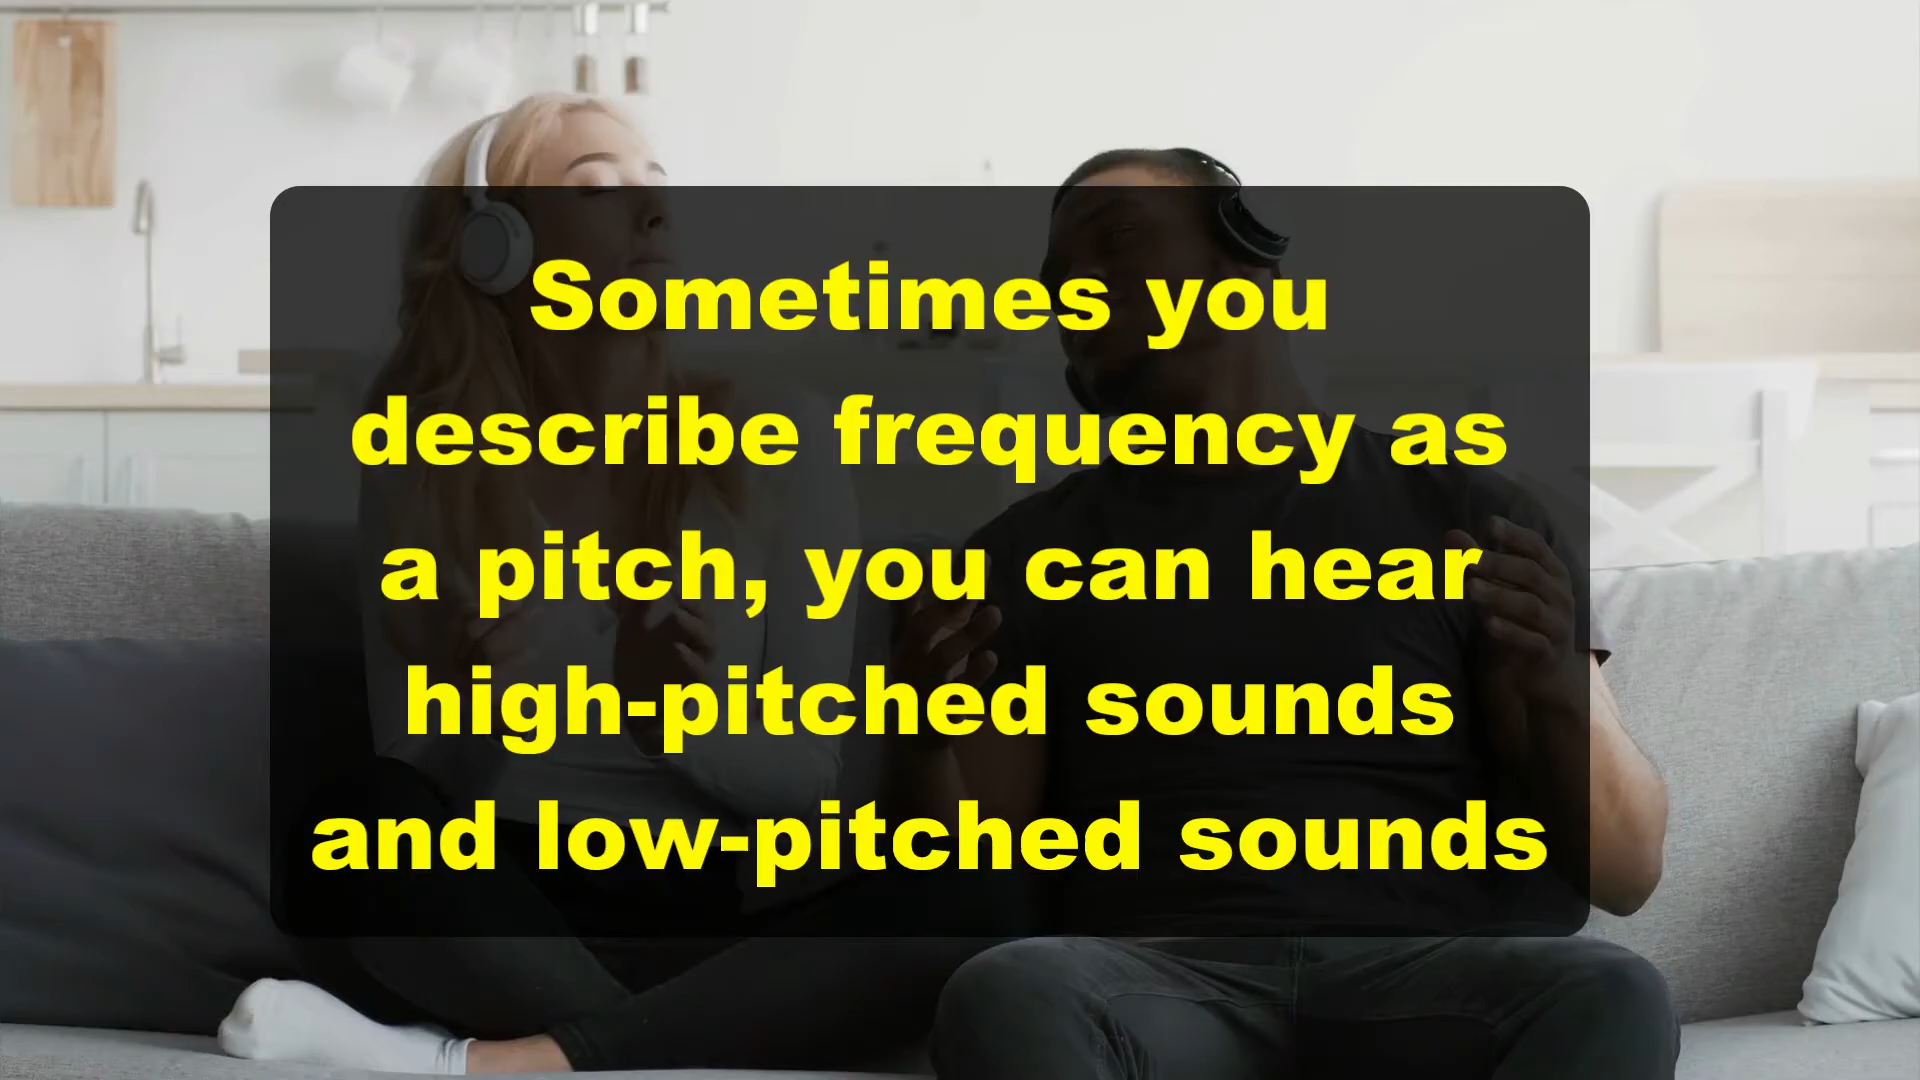 Sometimes you
describe frequency as
a pitch, you can hear
high-pitched sounds
and low-pitched sounds